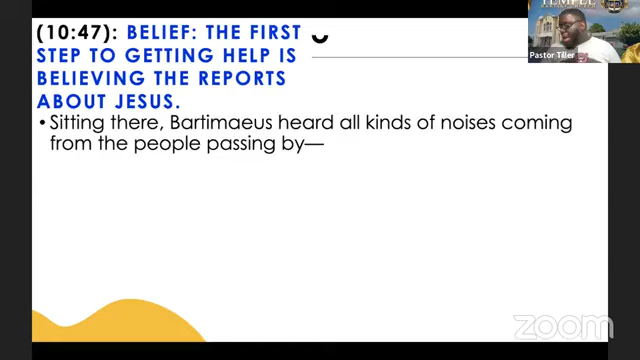 (10:47): BELIEF: THE FIRST
STEP TO GETTING HELP IS
BELIEVING THE REPORTS
ABOUT JESUS.
• Sitting there, Bartimaeus heard all kinds of noises coming
from the people passing by—
TEMPLE
Pastor Tiller
zoom